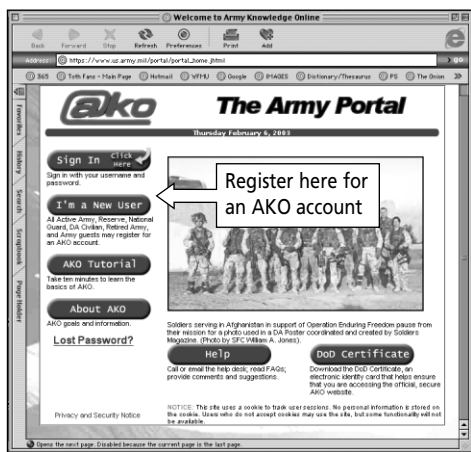 Welcome to Army Knowledge Online
Back Forward Stop Refresh Preferences Print Add
Address https://www.us.army.mil/portal/portal_home.jhtml go
365 Toth Fans - Main Page Hotmail WFMU Google IMAGES Dictionary/Thesaurus PS The Onion
Favorites
History
Search
Scrapbook
Page Holder
ako
The Army Portal
Thursday February 6, 2003
Sign In Click Here
Sign in with your username and
password.
I'm a New User
All Active Army, Reserve, National
Guard, DA Civilian, Retired Army,
and Army guests may register for
an AKO account.
AKO Tutorial
Take ten minutes to learn the
basics of AKO.
About AKO
AKO goals and information.
Lost Password?
Privacy and Security Notice
Register here for
an AKO account
Soldiers serving in Afghanistan in support of Operation Enduring Freedom pause from
their mission for a photo used in a DA Poster coordinated and created by Soldiers
Magazine. (Photo by SFC William A. Jones).
Help
Call or email the help desk; read FAQs;
provide comments and suggestions.
DoD Certificate
Download the DoD Certificate, an
electronic identity card that helps ensure
that you are accessing the official, secure
AKO website.
NOTICE: This site uses a cookie to track user sessions. No personal information is stored on
the cookie. Users who do not accept cookies may use the site, but some functionality will not
be available.
Opens the next page. Disabled because the current page is the last page.